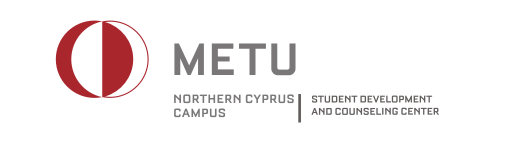 METU
NORTHERN CYPRUS
CAMPUS
STUDENT DEVELOPMENT
AND COUNSELING CENTER